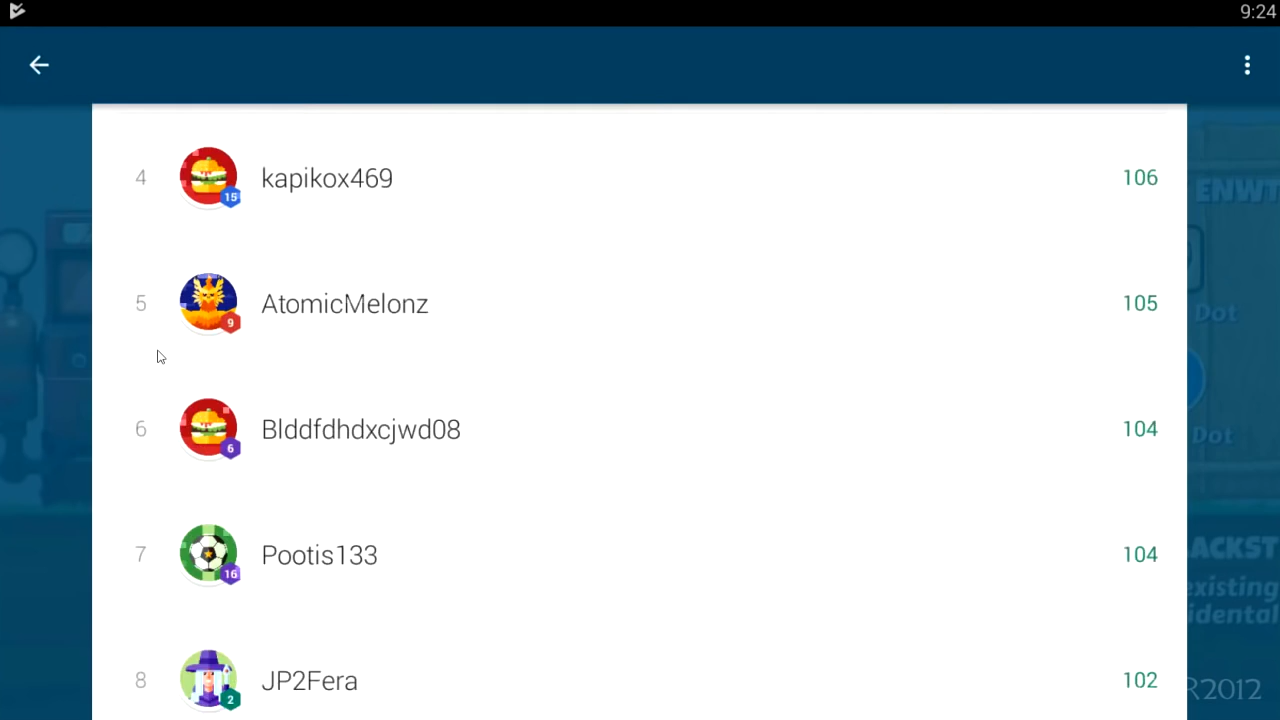 9:24
4 kapikox469 106
15
5 AtomicMelonz 105
9
6 Blddfdhdxcjwd08 104
6
7 Pootis133 104
16
8 JP2Fera 102
2
ENWT
Dot
Dot
ACKST
existing
idental
R2012